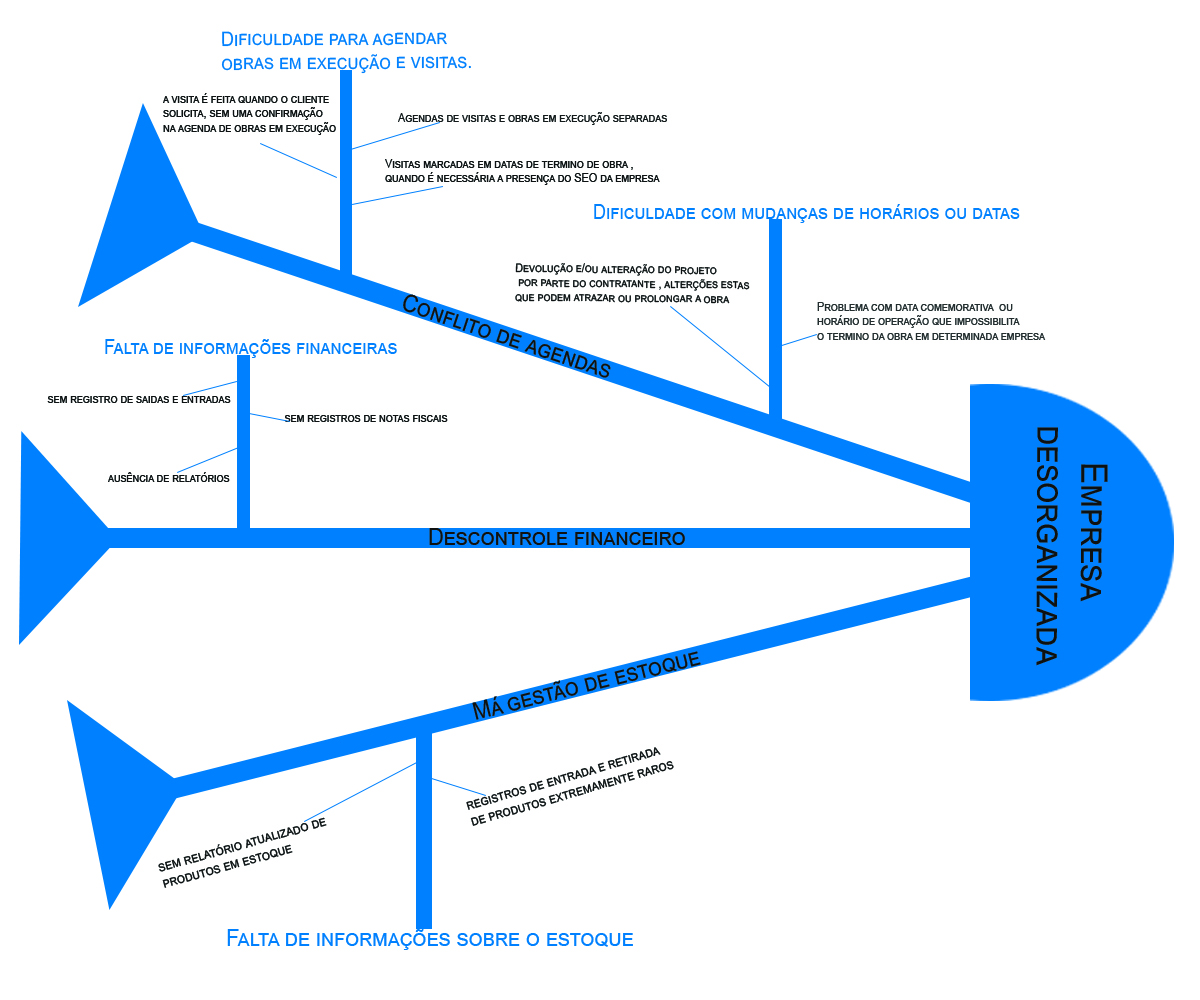 Dificuldade para agendar
obras em execução e visitas.
a visita é feita quando o cliente
solicita, sem uma confirmação
na agenda de obras em execução
Agendas de visitas e obras em execução separadas
Visitas marcadas em datas de termino de obra ,
quando é necessária a presença do SEO da empresa
Dificuldade com mudanças de horários ou datas
Devolução e/ou alteração do projeto
por parte do contratante , alterções estas
que podem atrazar ou prolongar a obra
Problema com data comemorativa ou
horário de operação que impossibilita
o termino da obra em determinada empresa
Conflito de agendas
Falta de informações financeiras
sem registro de saidas e entradas
sem registros de notas fiscais
ausência de relatórios
Descontrole financeiro
Empresa
desorganizada
Má gestão de estoque
registros de entrada e retirada
de produtos extremamente raros
sem relatório atualizado de
produtos em estoque
Falta de informações sobre o estoque